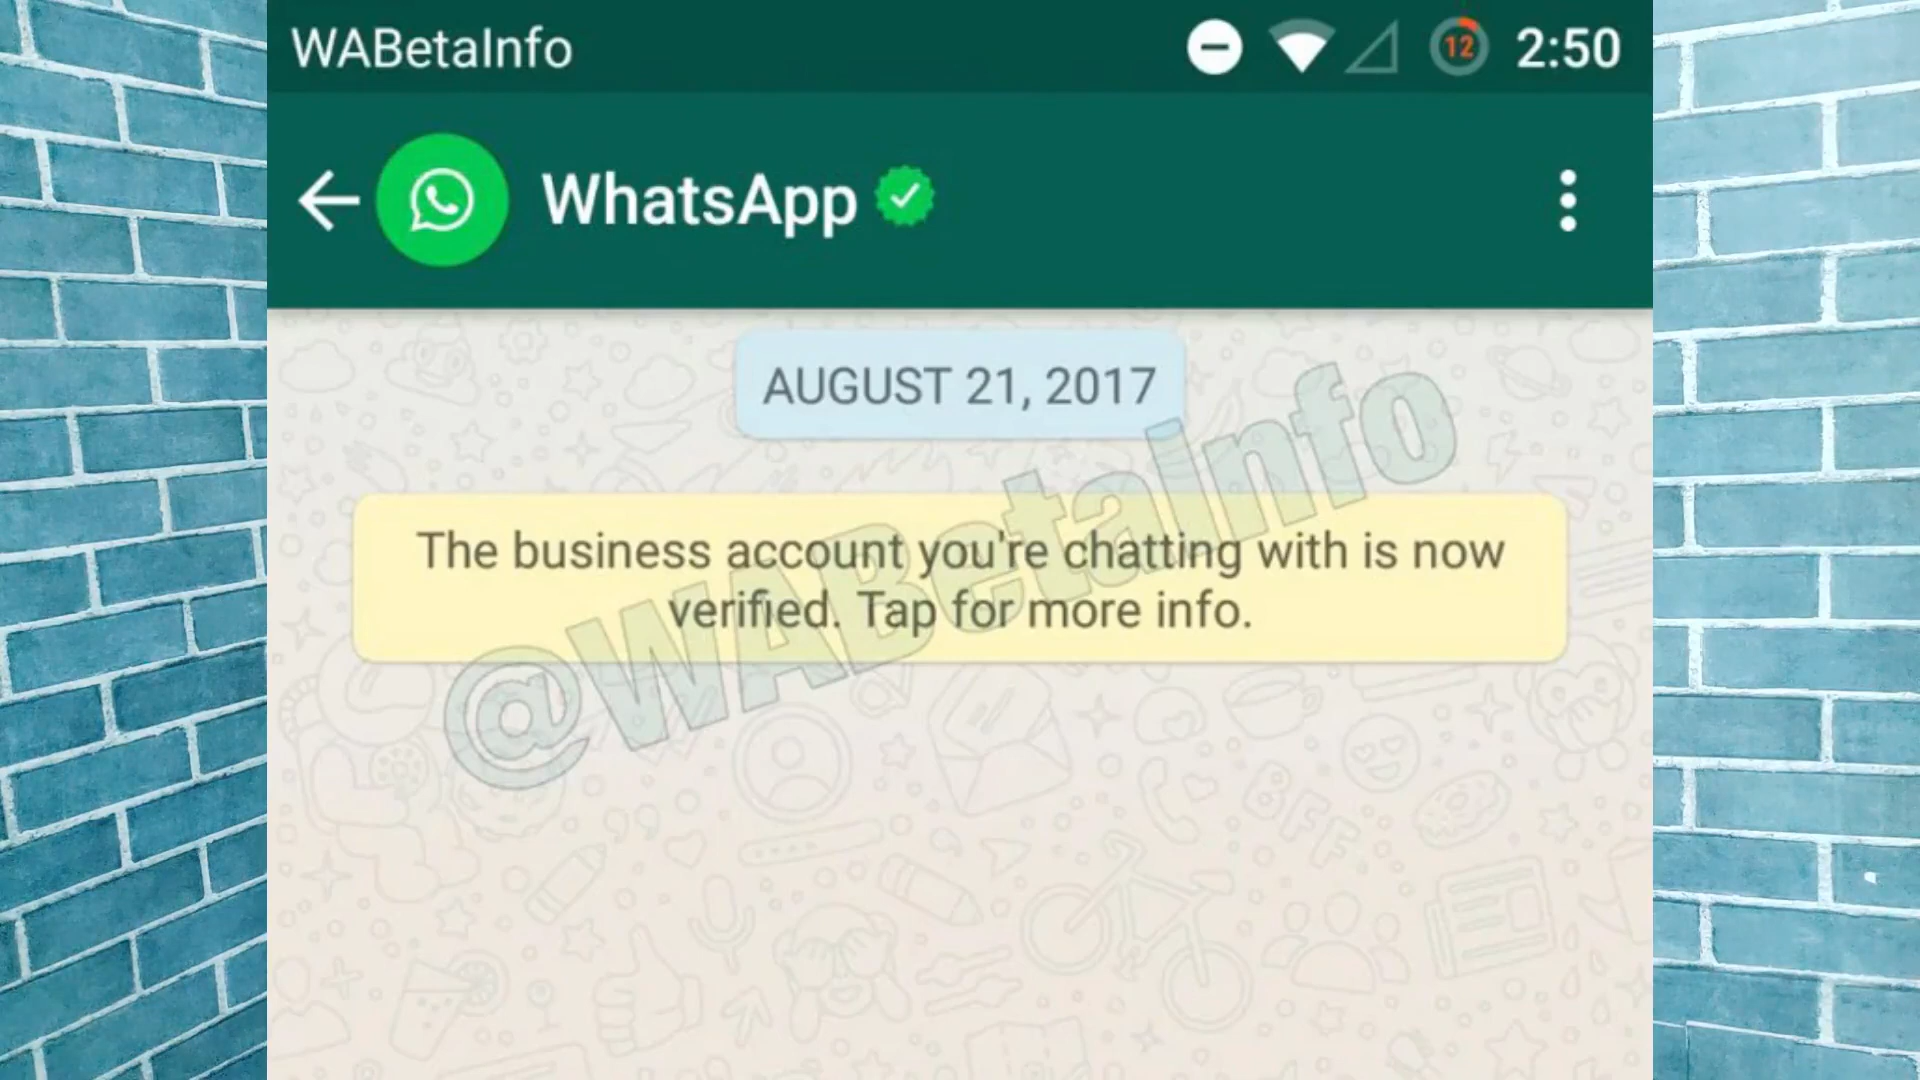 WABetaInfo
12
2:50
WhatsApp
AUGUST 21, 2017
The business account you're chatting with is now
verified. Tap for more info.
@WABetaInfo
BFF